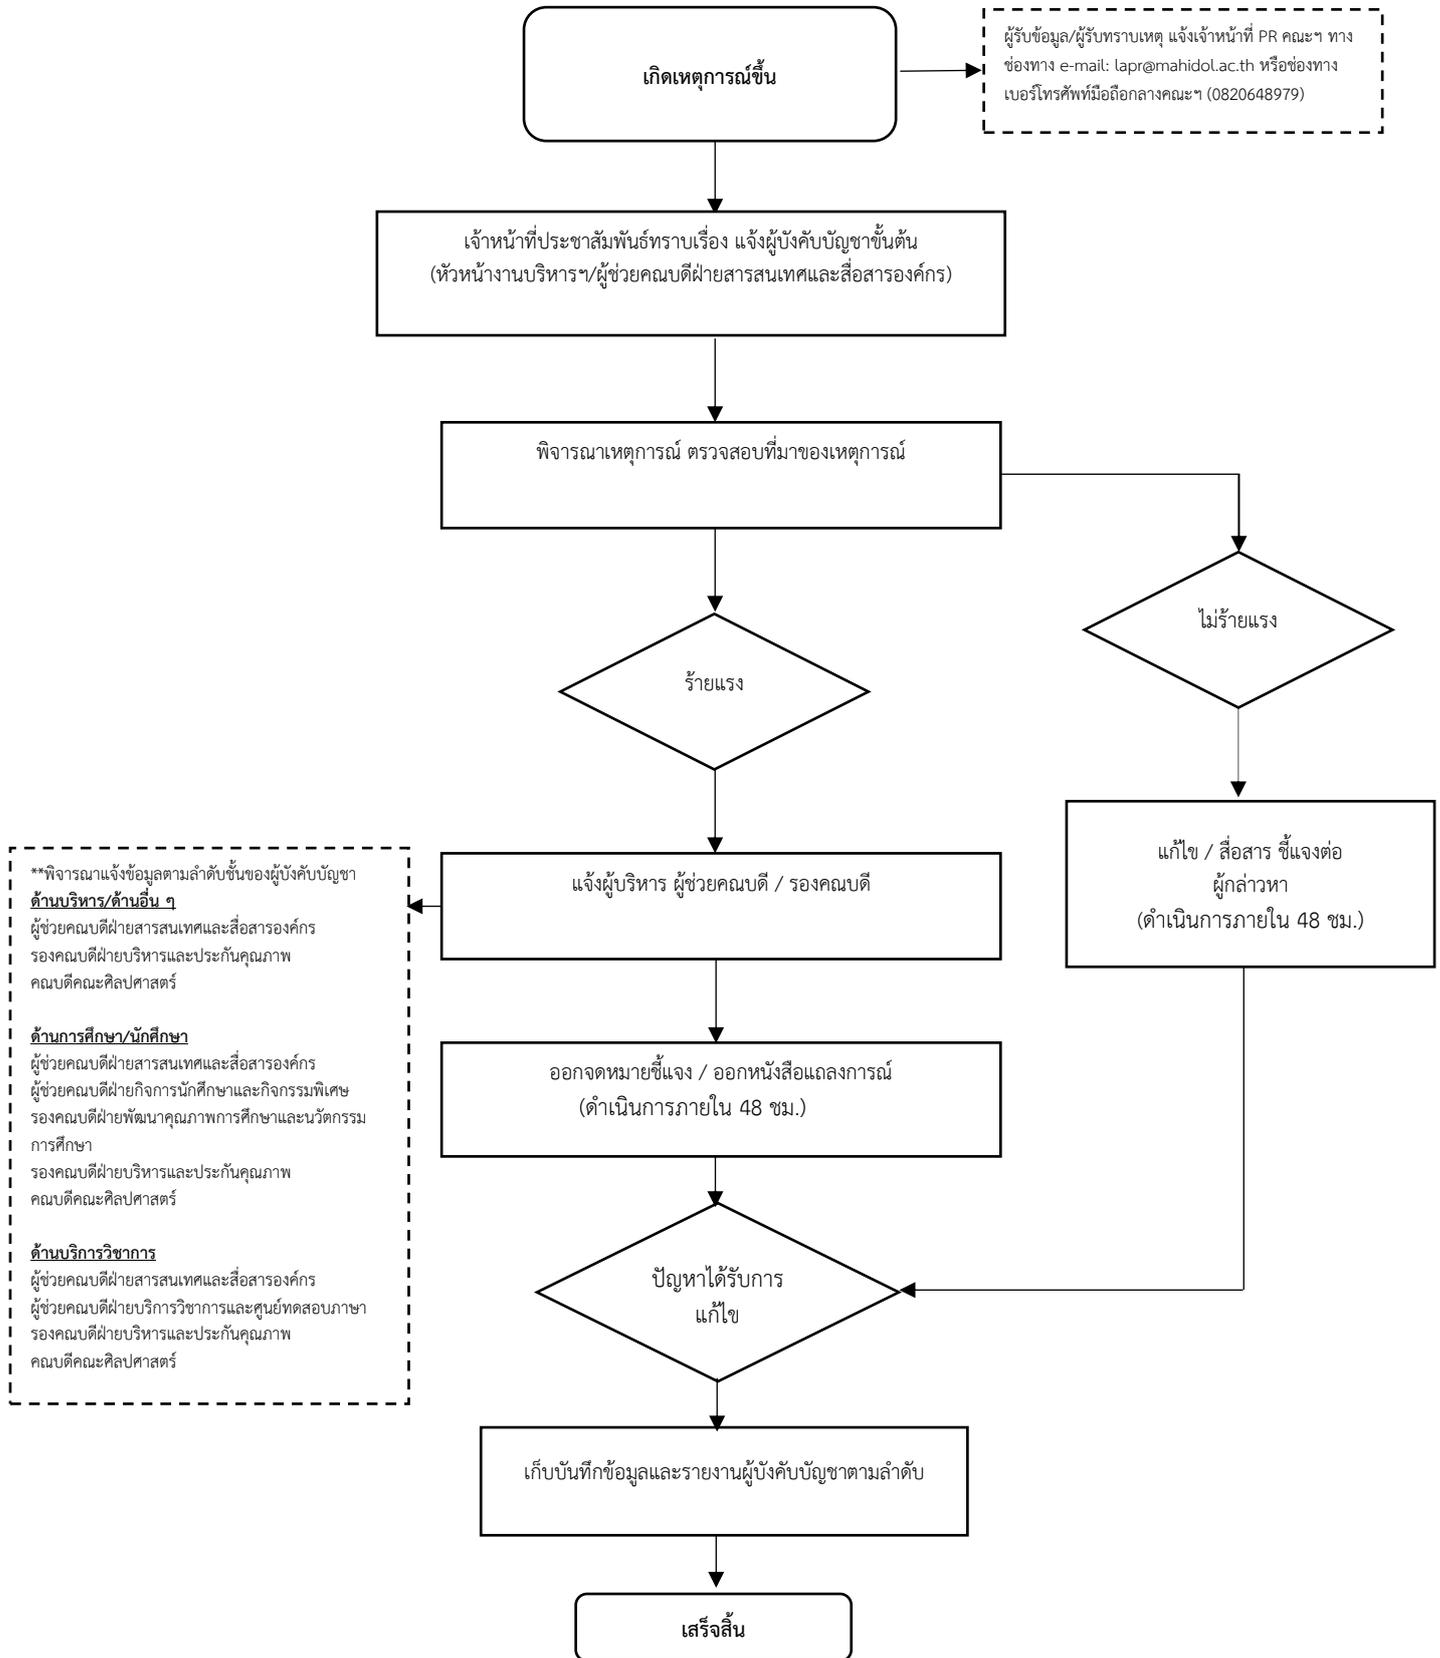 เกิดเหตุการณ์ขึ้น
ผู้รับข้อมูล/ผู้รับทราบเหตุ แจ้งเจ้าหน้าที่ PR คณะฯ ทาง
ช่องทาง e-mail: lapr@mahidol.ac.th หรือช่องทาง
เบอร์โทรศัพท์มือถือกลางคณะฯ (0820648979)
เจ้าหน้าที่ประชาสัมพันธ์ทราบเรื่อง แจ้งผู้บังคับบัญชาขั้นต้น
(หัวหน้างานบริหารฯ/ผู้ช่วยคณบดีฝ่ายสารสนเทศและสื่อสารองค์กร)
พิจารณาเหตุการณ์ ตรวจสอบที่มาของเหตุการณ์
ไม่ร้ายแรง
ร้ายแรง
แก้ไข / สื่อสาร ชี้แจงต่อ
ผู้กล่าวหา
(ดำเนินการภายใน 48 ชม.)
แจ้งผู้บริหาร ผู้ช่วยคณบดี / รองคณบดี
**พิจารณาแจ้งข้อมูลตามลำดับชั้นของผู้บังคับบัญชา
ด้านบริหาร/ด้านอื่น ๆ
ผู้ช่วยคณบดีฝ่ายสารสนเทศและสื่อสารองค์กร
รองคณบดีฝ่ายบริหารและประกันคุณภาพ
คณบดีคณะศิลปศาสตร์
ด้านการศึกษา/นักศึกษา
ผู้ช่วยคณบดีฝ่ายสารสนเทศและสื่อสารองค์กร
ผู้ช่วยคณบดีฝ่ายกิจการนักศึกษาและกิจกรรมพิเศษ
รองคณบดีฝ่ายพัฒนาคุณภาพการศึกษาและนวัตกรรม
การศึกษา
รองคณบดีฝ่ายบริหารและประกันคุณภาพ
คณบดีคณะศิลปศาสตร์
ด้านบริการวิชาการ
ผู้ช่วยคณบดีฝ่ายสารสนเทศและสื่อสารองค์กร
ผู้ช่วยคณบดีฝ่ายบริการวิชาการและศูนย์ทดสอบภาษา
รองคณบดีฝ่ายบริหารและประกันคุณภาพ
คณบดีคณะศิลปศาสตร์
ออกจดหมายชี้แจง / ออกหนังสือแถลงการณ์
(ดำเนินการภายใน 48 ชม.)
ปัญหาได้รับการ
แก้ไข
เก็บบันทึกข้อมูลและรายงานผู้บังคับบัญชาตามลำดับ
เสร็จสิ้น